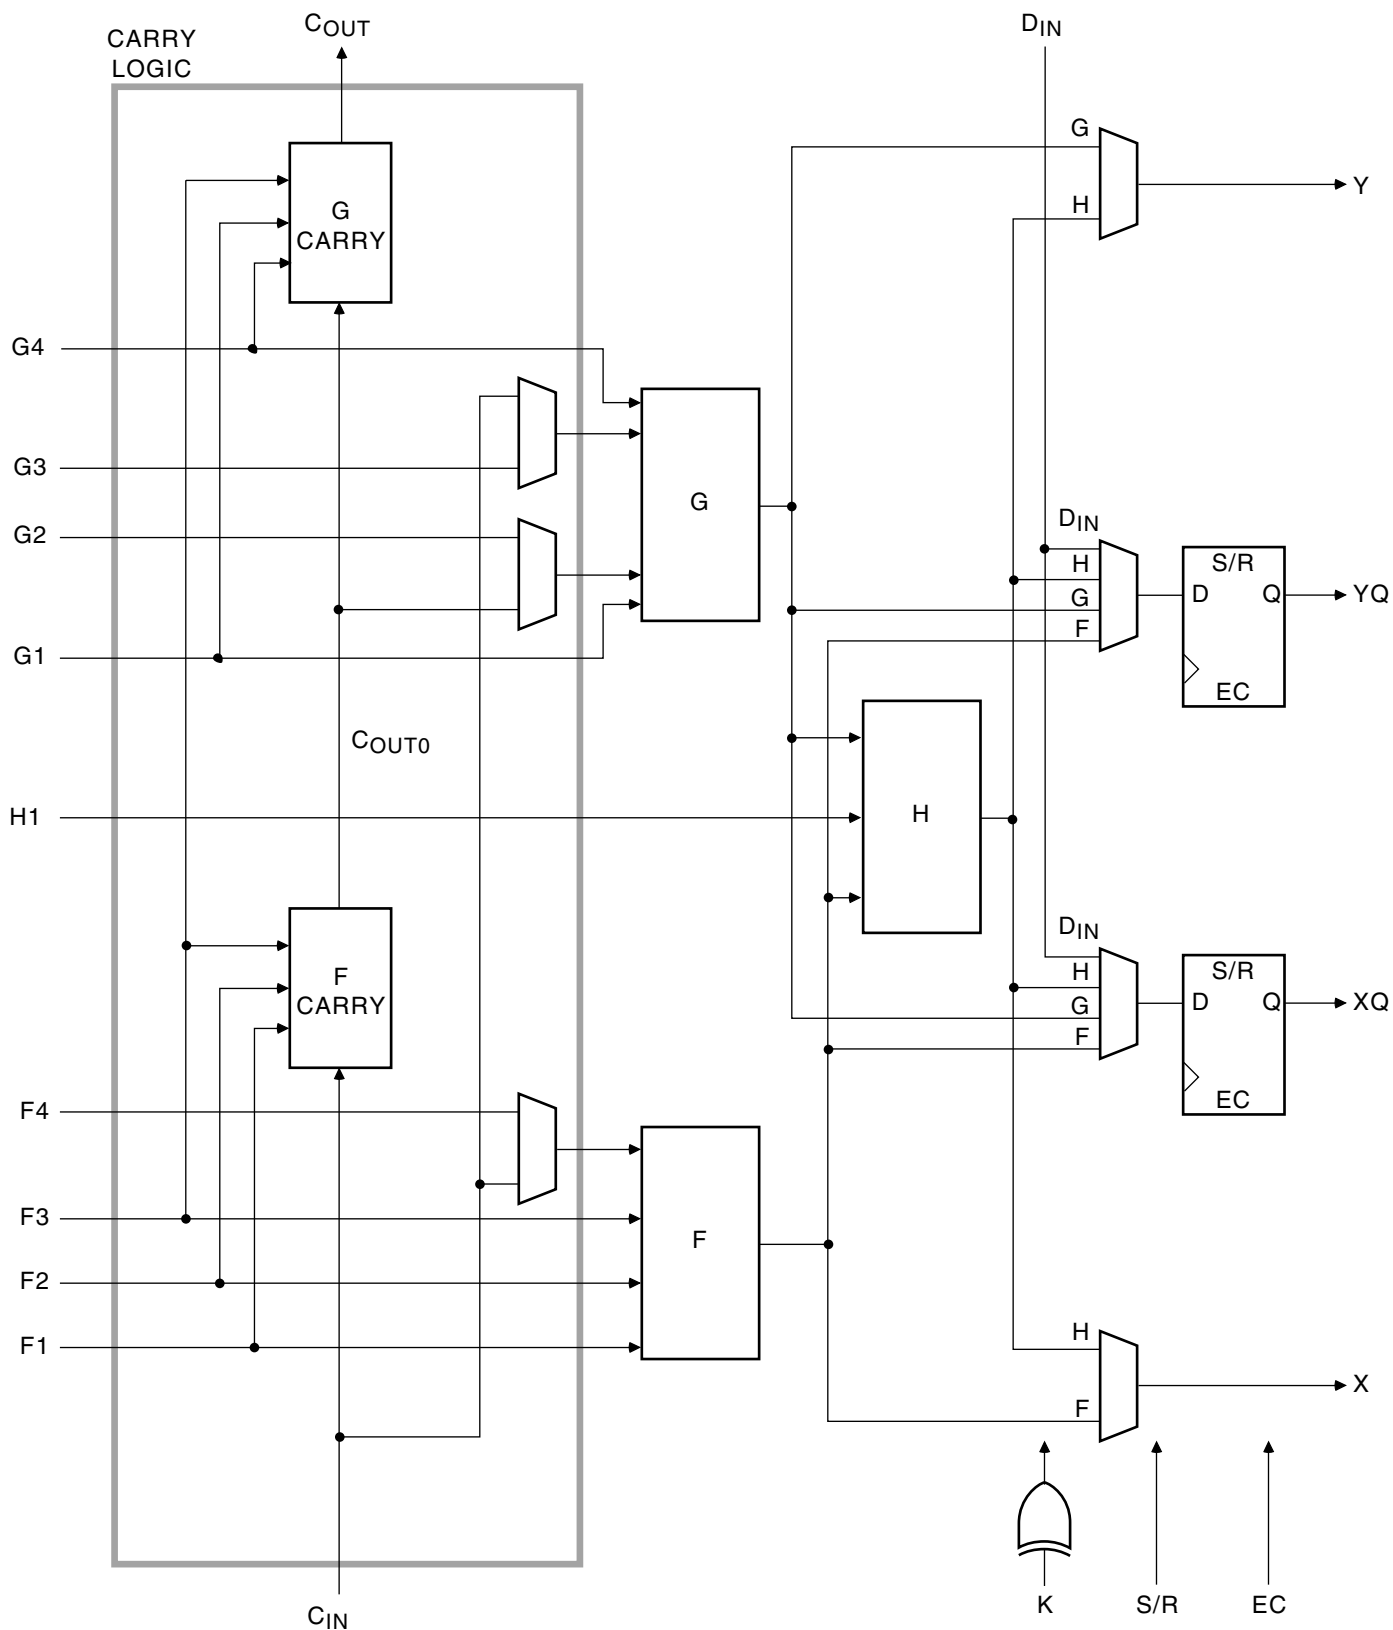 COUT
DIN
CARRY
LOGIC
G
G
CARRY
Y
H
G4
G3
G
DIN
G2
H
S/R
G
D
Q
YQ
F
G1
EC
COUT0
H1
H
DIN
H
S/R
F
CARRY
G
D
Q
XQ
F
F4
EC
F3
F
F2
H
F1
X
F
K
S/R
EC
CIN